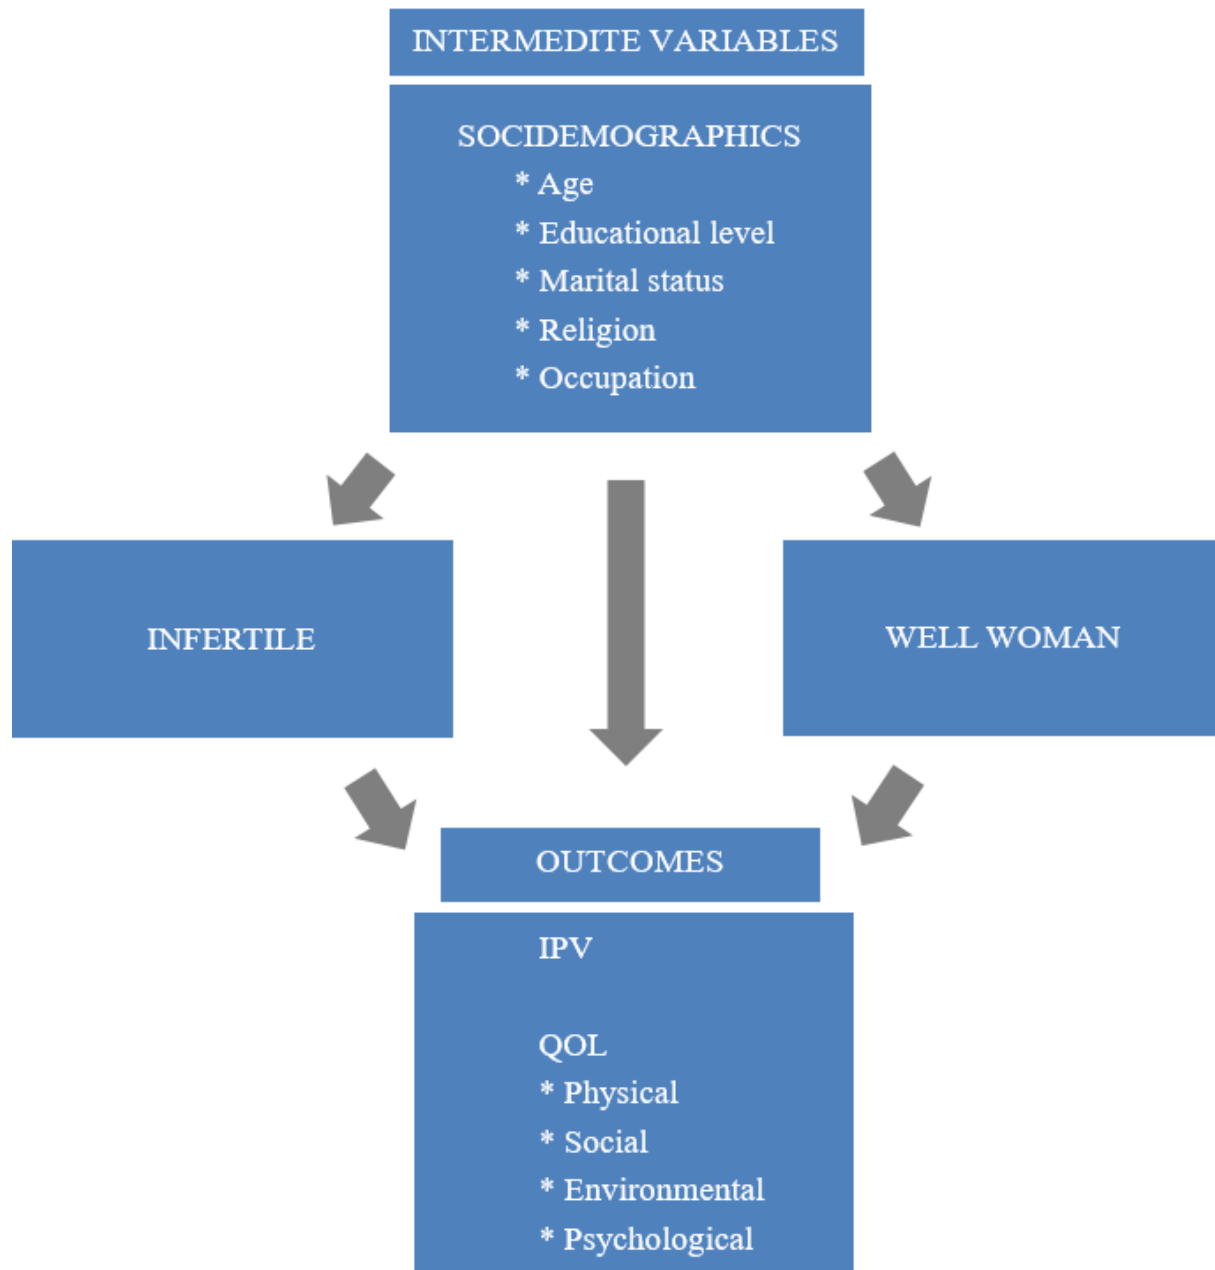 INTERMEDITE VARIABLES
SOCIDEMOGRAPHICS
* Age
* Educational level
* Marital status
* Religion
* Occupation
INFERTILE
WELL WOMAN
OUTCOMES
IPV
QOL
* Physical
* Social
* Environmental
* Psychological